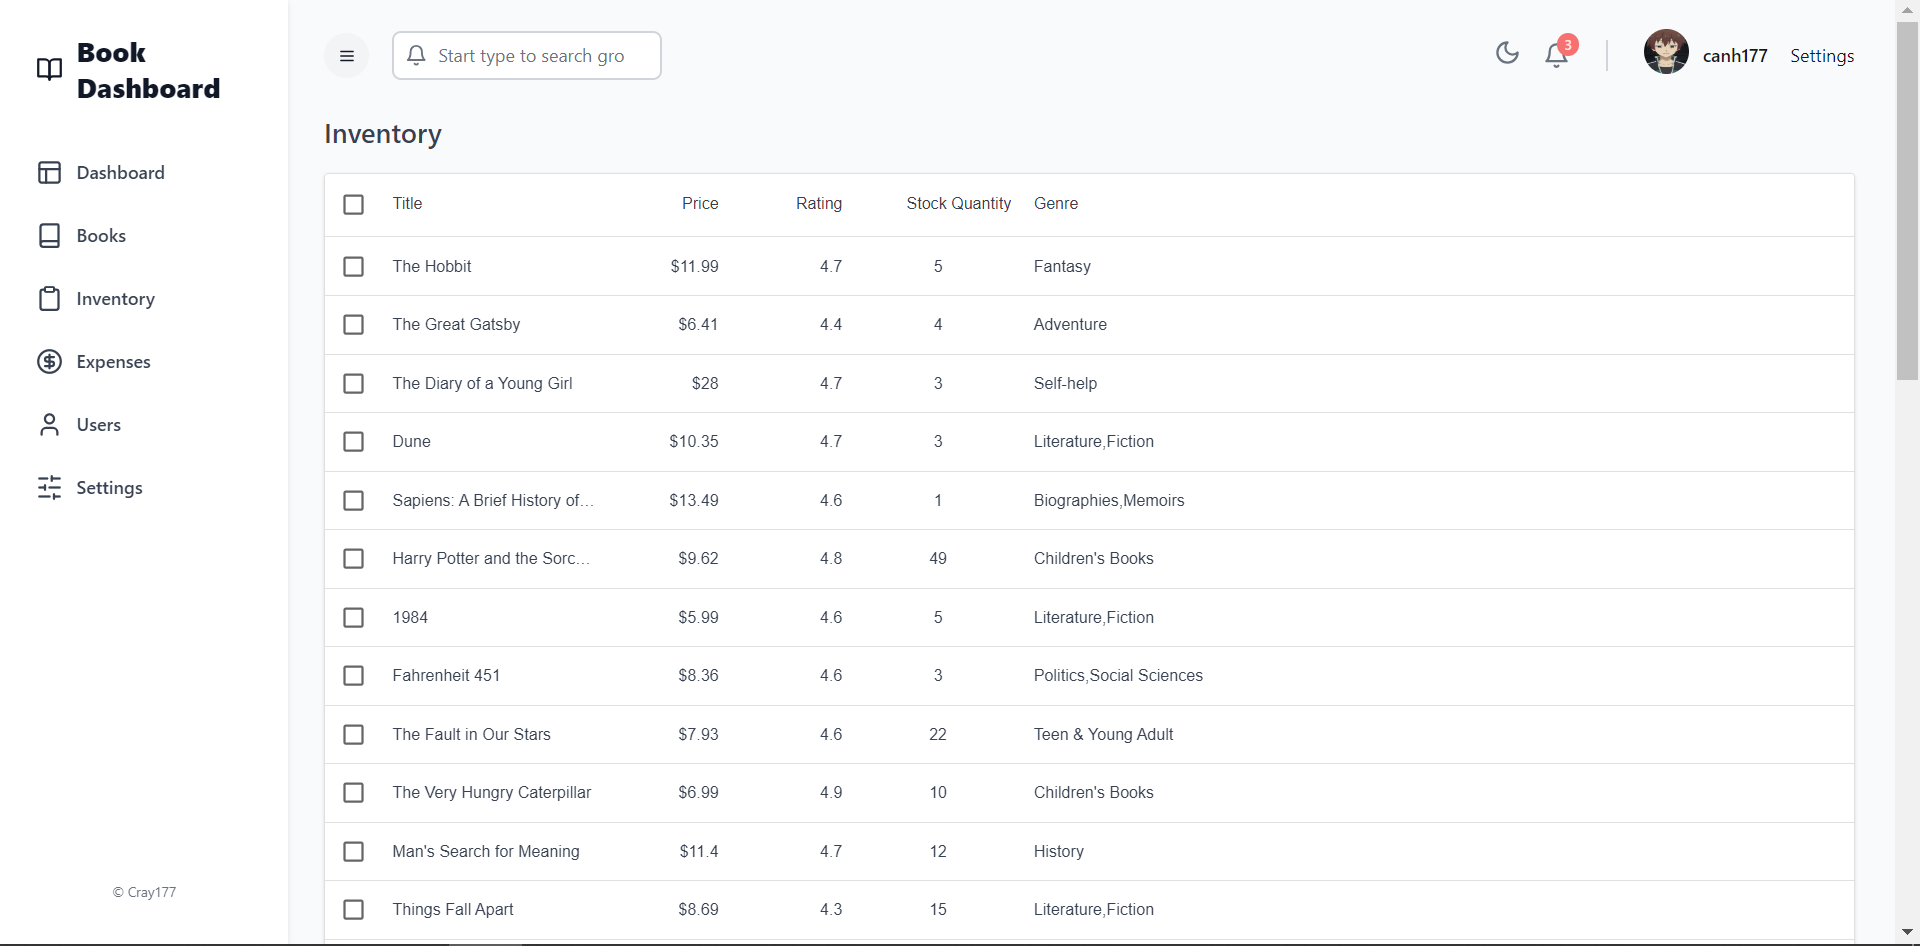 Book
Dashboard
Dashboard
Books
Inventory
Expenses
Users
Settings
© Cray177
Start type to search gro
3
canh177 Settings
Inventory
Title Price Rating Stock Quantity Genre
The Hobbit $11.99 4.7 5 Fantasy
The Great Gatsby $6.41 4.4 4 Adventure
The Diary of a Young Girl $28 4.7 3 Self-help
Dune $10.35 4.7 3 Literature,Fiction
Sapiens: A Brief History of... $13.49 4.6 1 Biographies,Memoirs
Harry Potter and the Sorc... $9.62 4.8 49 Children's Books
1984 $5.99 4.6 5 Literature,Fiction
Fahrenheit 451 $8.36 4.6 3 Politics,Social Sciences
The Fault in Our Stars $7.93 4.6 22 Teen & Young Adult
The Very Hungry Caterpillar $6.99 4.9 10 Children's Books
Man's Search for Meaning $11.4 4.7 12 History
Things Fall Apart $8.69 4.3 15 Literature,Fiction